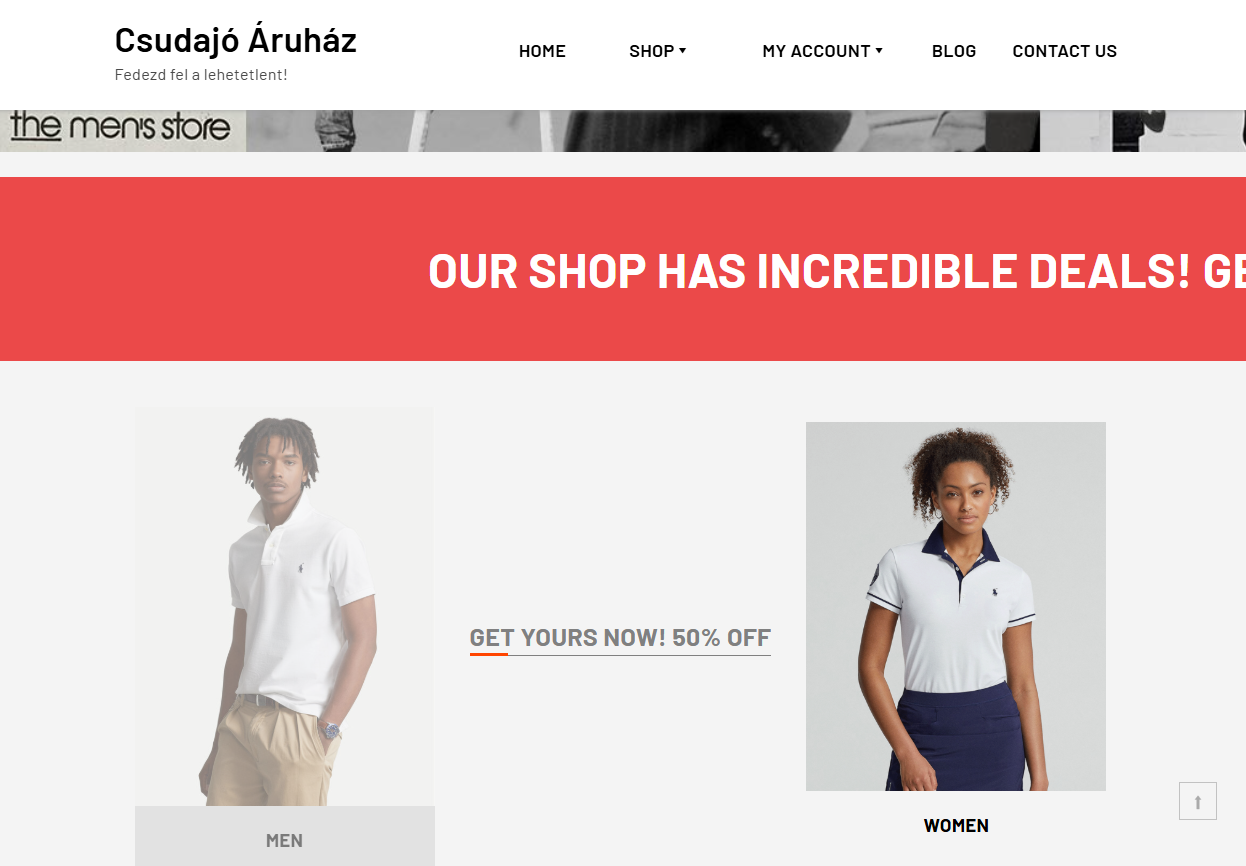 Csudajó Áruház
Fedezd fel a lehetetlent!
HOME SHOP MY ACCOUNT BLOG CONTACT US
the men's store
OUR SHOP HAS INCREDIBLE DEALS! GE
GET YOURS NOW! 50% OFF
MEN
WOMEN